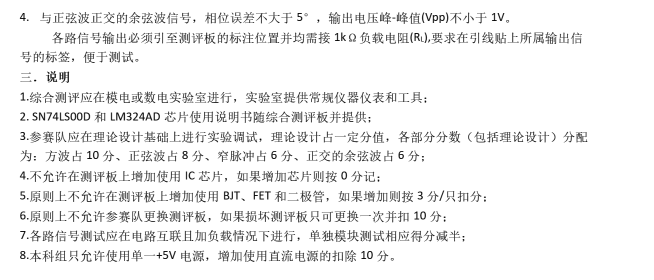 4. 与正弦波正交的余弦波信号，相位误差不大于 5°，输出电压峰-峰值(Vpp)不小于 1V。
各路信号输出必须引至测评板的标注位置并均需接 1kΩ 负载电阻(RL),要求在引线贴上所属输出信
号的标签，便于测试。
三．说明
1.综合测评应在模电或数电实验室进行，实验室提供常规仪器仪表和工具；
2. SN74LS00D 和 LM324AD 芯片使用说明书随综合测评板并提供；
3.参赛队应在理论设计基础上进行实验调试，理论设计占一定分值，各部分分数（包括理论设计）分配
为：方波占 10 分、正弦波占 8 分、窄脉冲占 6 分、正交的余弦波占 6 分；
4.不允许在测评板上增加使用 IC 芯片，如果增加芯片则按 0 分记；
5.原则上不允许在测评板上增加使用 BJT、FET 和二极管，如果增加则按 3 分/只扣分；
6.原则上不允许参赛队更换测评板，如果损坏测评板只可更换一次并扣 10 分；
7.各路信号测试应在电路互联且加负载情况下进行，单独模块测试相应得分减半；
8.本科组只允许使用单一+5V 电源，增加使用直流电源的扣除 10 分。